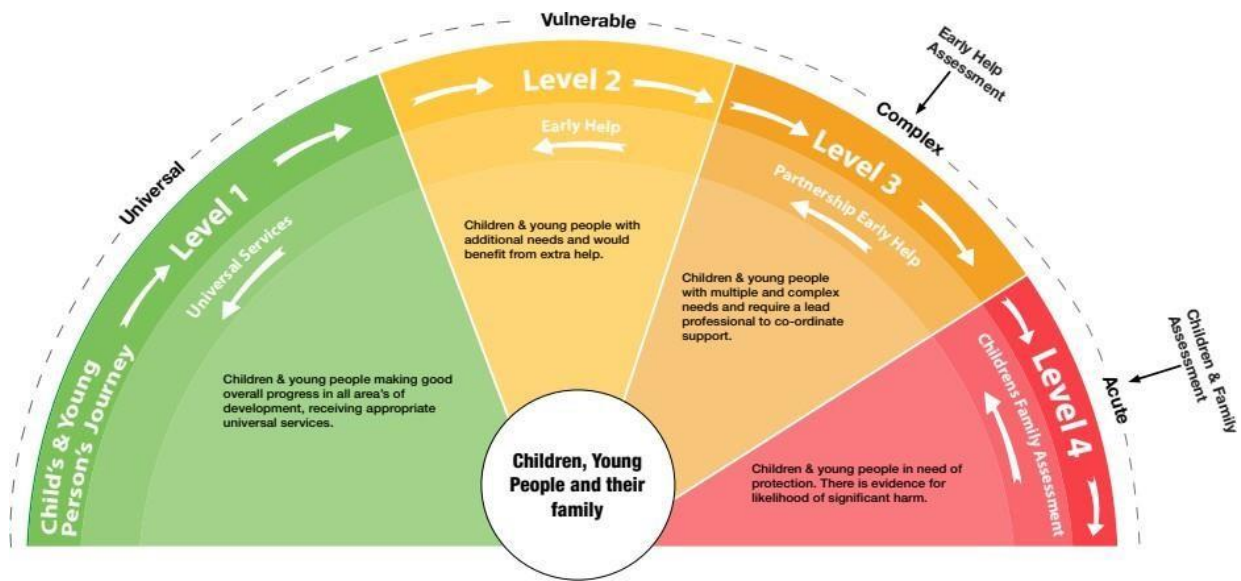 Universal
Vulnerable
Complex
Acute
Early Help
Assessment
Children & Family
Assessment
Child's & Young
Person's Journey
Level 1
Universal Services
Children & young people making good
overall progress in all area's of
development, receiving appropriate
universal services.
Level 2
Early Help
Children & young people with
additional needs and would
benefit from extra help.
Level 3
Partnership Early Help
Children & young people
with multiple and complex
needs and require a lead
professional to co-ordinate
support.
Level 4
Childrens Family Assessment
Children & young people in need of
protection. There is evidence for
likelihood of significant harm.
Children, Young
People and their
family